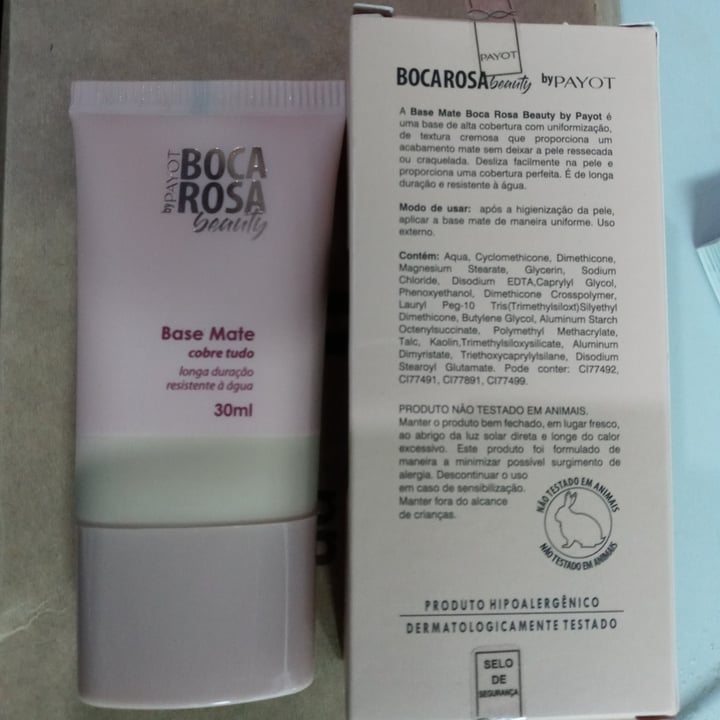 by PAYOT
BOCA
ROSA
beauty
Base Mate
cobre tudo
longa duração
resistente à água
30ml
PAYOT
BOCA ROSA beauty by PAYOT
A Base Mate Boca Rosa Beauty by Payot é
uma base de alta cobertura com uniformização,
de textura cremosa que proporciona um
acabamento mate sem deixar a pele ressecada
ou craquelada. Desliza facilmente na pele e
proporciona uma cobertura perfeita. É de longa
duração e resistente à água.
Modo de usar: após a higienização da pele,
aplicar a base mate de maneira uniforme. Uso
externo.
Contém: Aqua, Cyclomethicone, Dimethicone,
Magnesium Stearate, Glycerin, Sodium
Chloride, Disodium EDTA,Caprylyl Glycol,
Phenoxyethanol, Dimethicone Crosspolymer,
Lauryl Peg-10 Tris(Trimethylsiloxt)Silyethyl
Dimethicone, Butylene Glycol, Aluminum Starch
Octenylsuccinate, Polymethyl Methacrylate,
Talc, Kaolin,Trimethylsiloxysilicate, Aluminum
Dimyristate, Triethoxycaprylylsilane, Disodium
Stearoyl Glutamate. Pode conter: CI77492,
CI77491, CI77891, CI77499.
PRODUTO NÃO TESTADO EM ANIMAIS.
Manter o produto bem fechado, em lugar fresco,
ao abrigo da luz solar direta e longe do calor
excessivo. Este produto foi formulado de
maneira a minimizar possível surgimento de
alergia. Descontinuar o uso
em caso de sensibilização.
Manter fora do alcance
de crianças.
NÃO TESTADO EM ANIMAIS
NÃO TESTADO EM ANIMAIS
PRODUTO HIPOALERGÊNICO
DERMATOLOGICAMENTE TESTADO
SELO
DE
SEGURANÇA